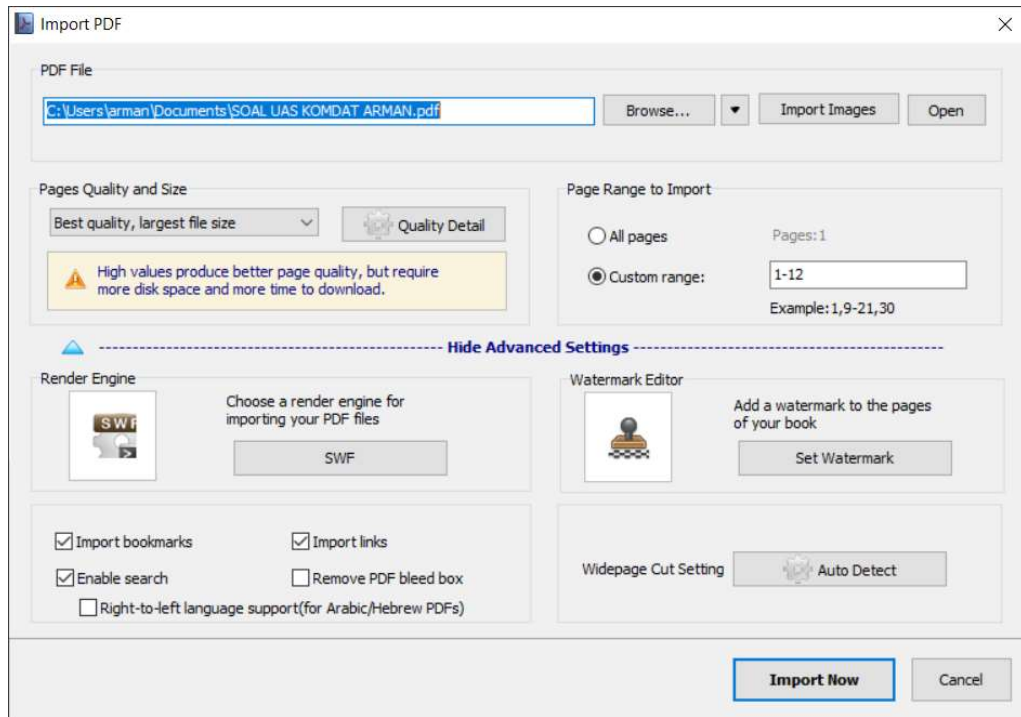 Import PDF
PDF File
C:\Users\arman\Documents\SOAL UAS KOMDAT ARMAN.pdf
Browse...
Import Images
Open
Pages Quality and Size
Best quality, largest file size
Quality Detail
High values produce better page quality, but require
more disk space and more time to download.
Page Range to Import
All pages
Pages:1
Custom range:
1-12
Example:1,9-21,30
Hide Advanced Settings
Render Engine
SWF
Choose a render engine for
importing your PDF files
SWF
Watermark Editor
Add a watermark to the pages
of your book
Set Watermark
Import bookmarks
Import links
Enable search
Remove PDF bleed box
Right-to-left language support(for Arabic/Hebrew PDFs)
Widepage Cut Setting
Auto Detect
Import Now
Cancel